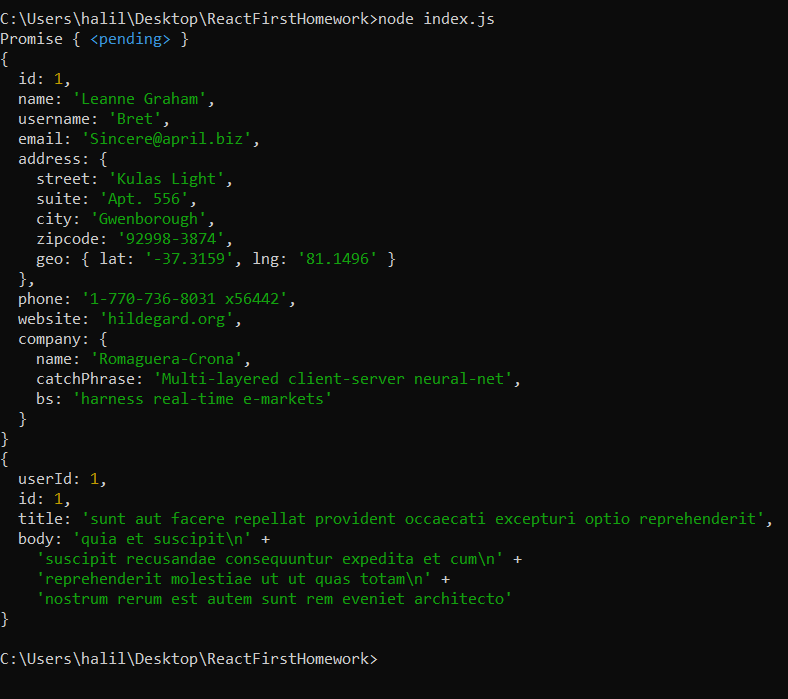 C:\Users\halil\Desktop\ReactFirstHomework>node index.js
Promise { <pending> }
{
  id: 1,
  name: 'Leanne Graham',
  username: 'Bret',
  email: 'Sincere@april.biz',
  address: {
    street: 'Kulas Light',
    suite: 'Apt. 556',
    city: 'Gwenborough',
    zipcode: '92998-3874',
    geo: { lat: '-37.3159', lng: '81.1496' }
  },
  phone: '1-770-736-8031 x56442',
  website: 'hildegard.org',
  company: {
    name: 'Romaguera-Crona',
    catchPhrase: 'Multi-layered client-server neural-net',
    bs: 'harness real-time e-markets'
  }
}
{
  userId: 1,
  id: 1,
  title: 'sunt aut facere repellat provident occaecati excepturi optio reprehenderit',
  body: 'quia et suscipit\n' +
    'suscipit recusandae consequuntur expedita et cum\n' +
    'reprehenderit molestiae ut ut quas totam\n' +
    'nostrum rerum est autem sunt rem eveniet architecto'
}
C:\Users\halil\Desktop\ReactFirstHomework>